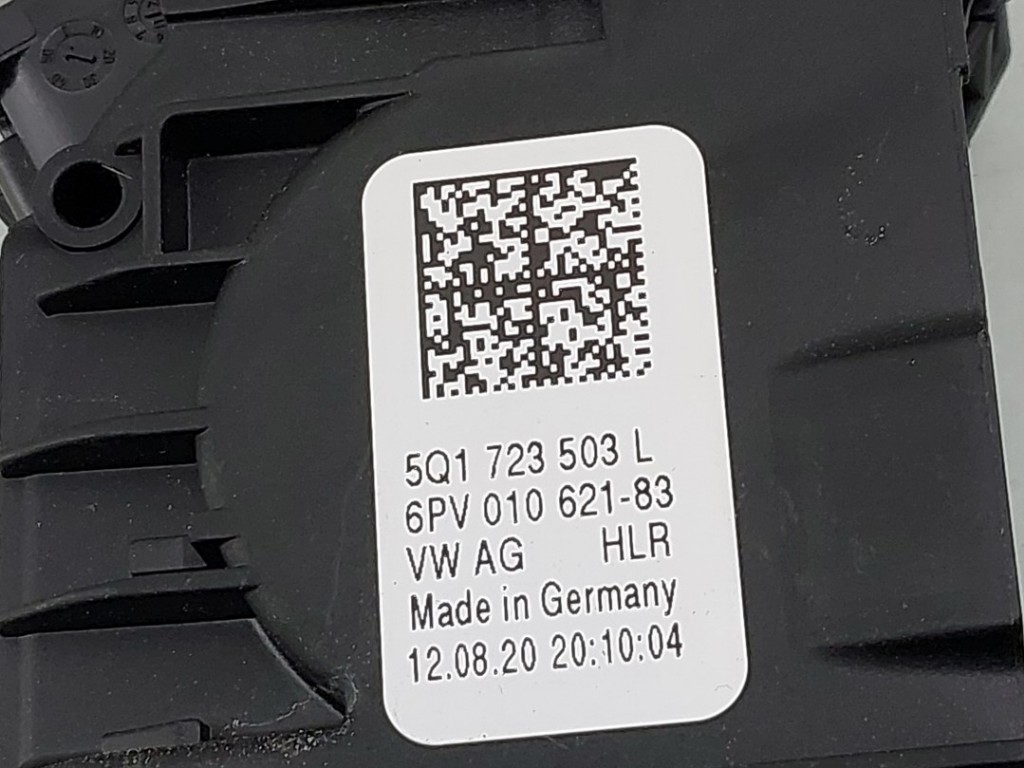 5Q1 723 503 L
6PV 010 621-83
VW AG HLR
Made in Germany
12.08.20 20:10:04